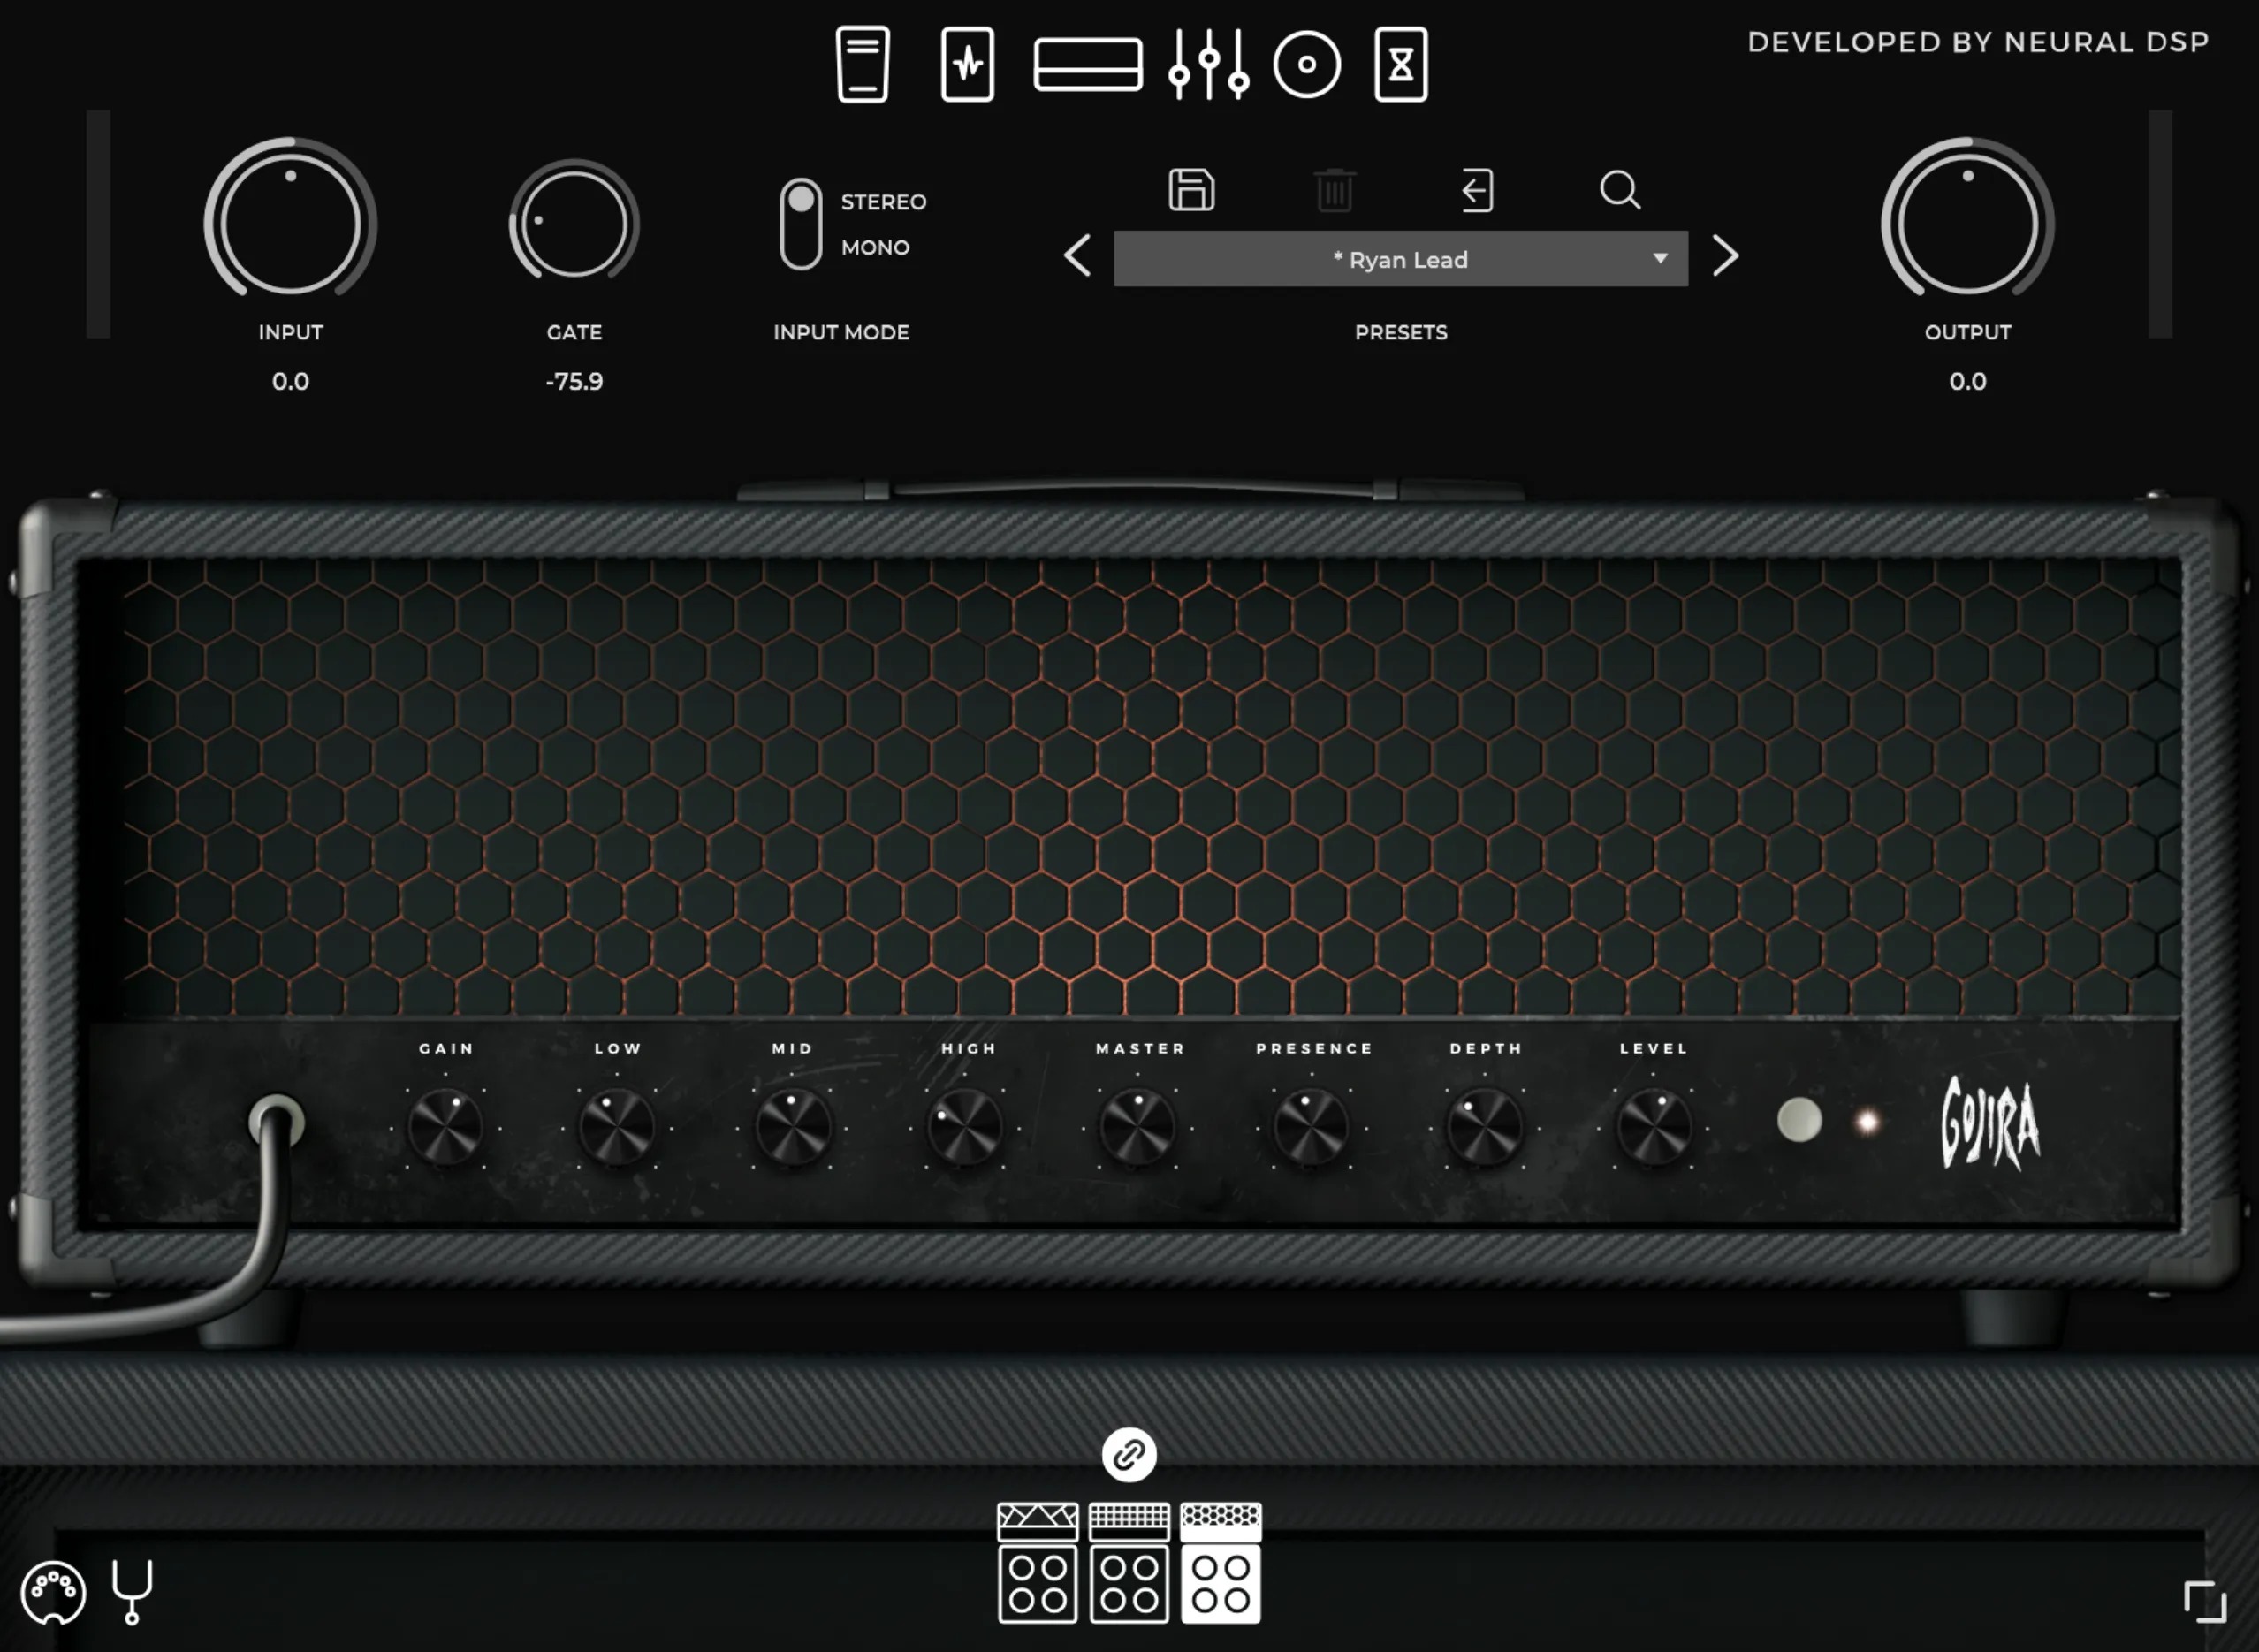 DEVELOPED BY NEURAL DSP
STEREO
MONO
* Ryan Lead
INPUT
GATE
INPUT MODE
PRESETS
OUTPUT
0.0
-75.9
0.0
GAIN
LOW
MID
HIGH
MASTER
PRESENCE
DEPTH
LEVEL
GOJIRA